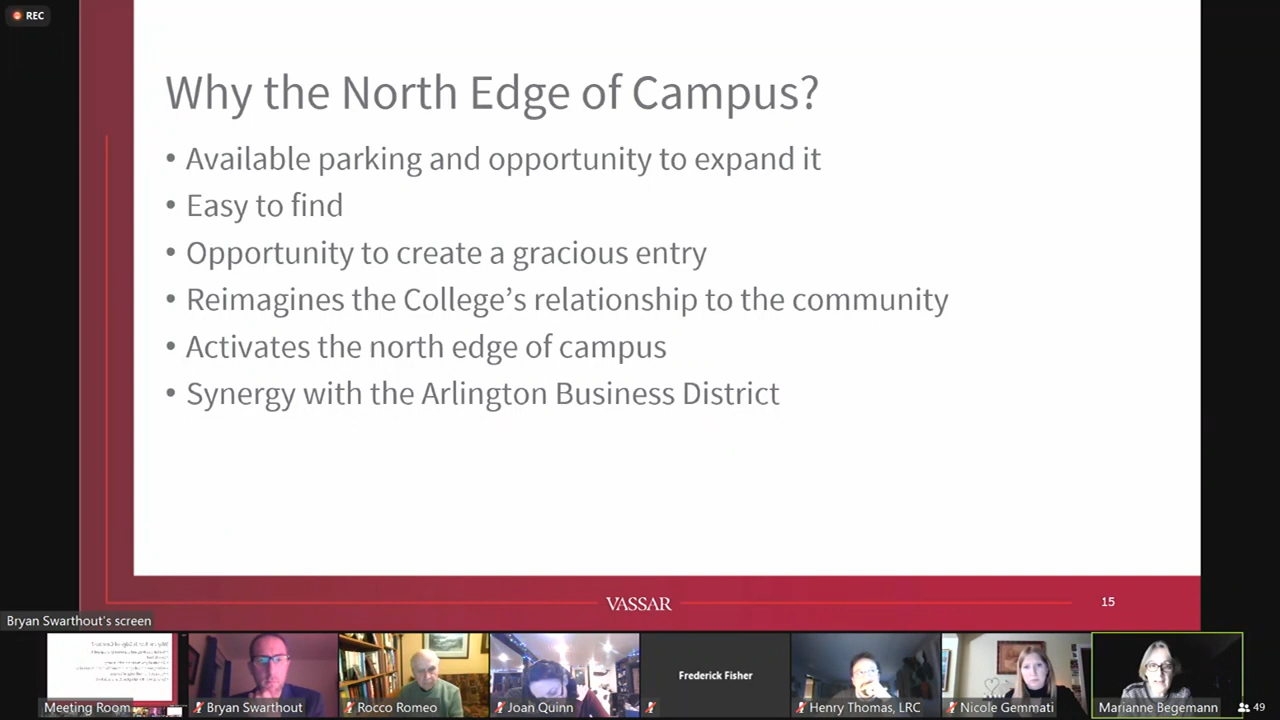 REC
Why the North Edge of Campus?
• Available parking and opportunity to expand it
• Easy to find
• Opportunity to create a gracious entry
• Reimagines the College’s relationship to the community
• Activates the north edge of campus
• Synergy with the Arlington Business District
VASSAR
15
Bryan Swarthout's screen
Meeting Room
Bryan Swarthout
Rocco Romeo
Joan Quinn
Frederick Fisher
Henry Thomas, LRC
Nicole Gemmati
Marianne Begemann
49